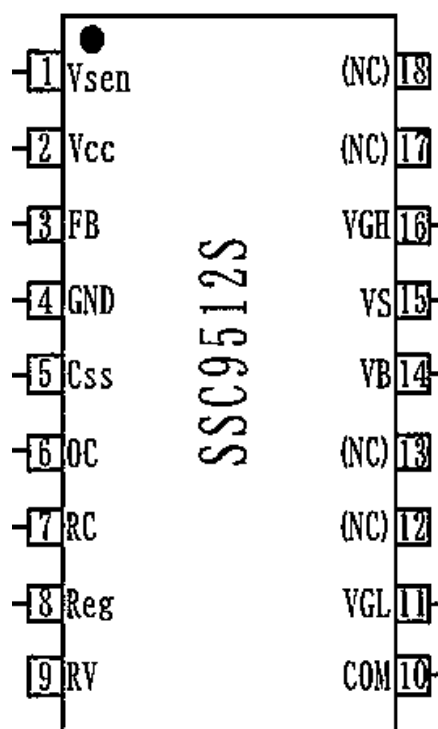 1 Vsen (NC) 18
2 Vcc (NC) 17
3 FB VGH 16
4 GND VS 15
5 Css VB 14
6 OC (NC) 13
7 RC (NC) 12
8 Reg VGL 11
9 RV COM 10
SSC9512S